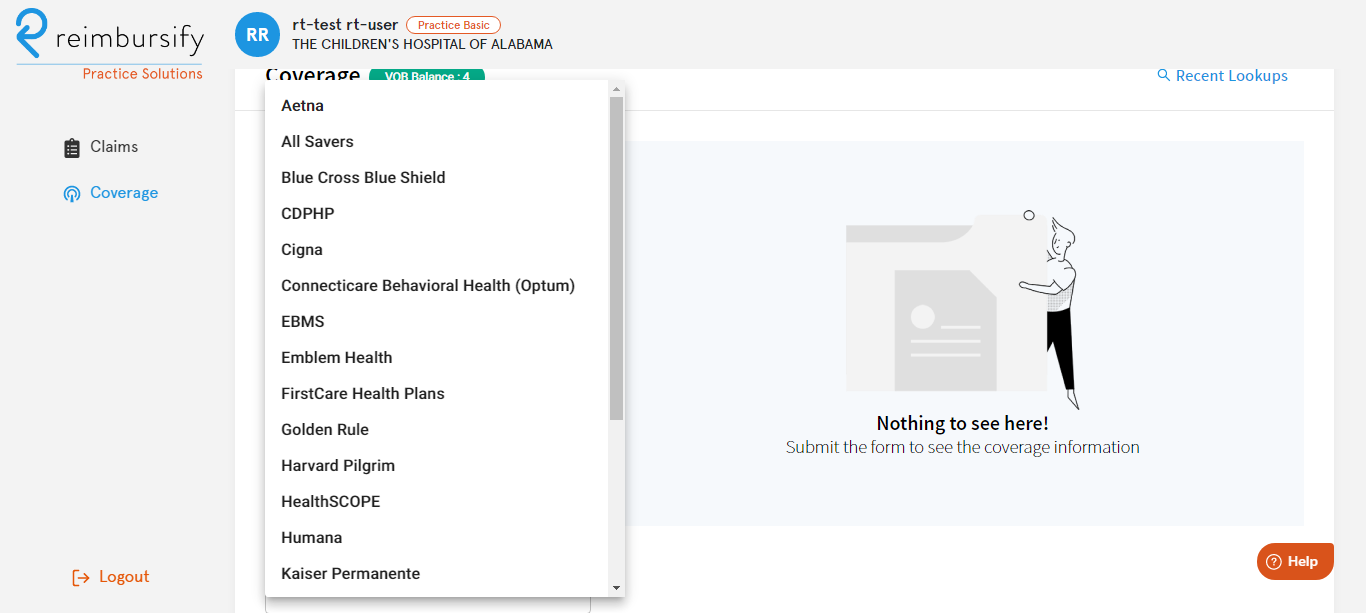 reimbursify
Practice Solutions
RR
rt-test rt-user
Practice Basic
THE CHILDREN'S HOSPITAL OF ALABAMA
Claims
Coverage
Logout
Coverage
VOB Balance : 4
Recent Lookups
Aetna
All Savers
Blue Cross Blue Shield
CDPHP
Cigna
Connecticare Behavioral Health (Optum)
EBMS
Emblem Health
FirstCare Health Plans
Golden Rule
Harvard Pilgrim
HealthSCOPE
Humana
Kaiser Permanente
Nothing to see here!
Submit the form to see the coverage information
Help